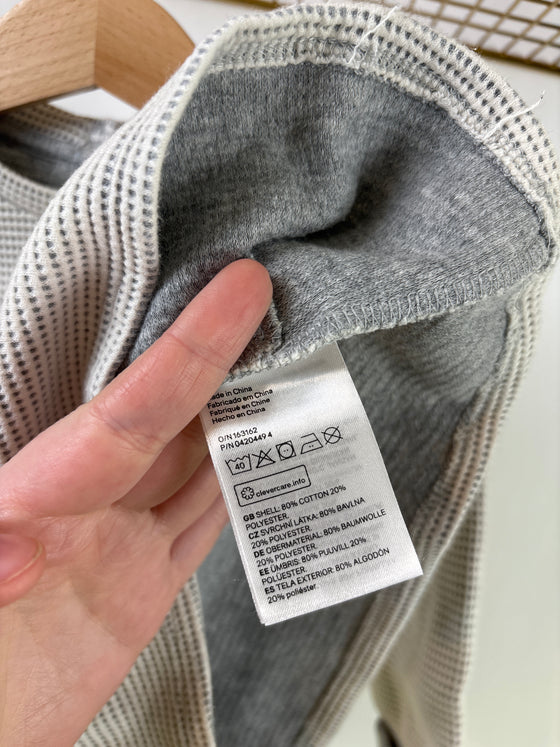 Made in China
Fabricado em China
Fabriqué en Chine
Hecho en China
O/N 163162
P/N 0420449 4
40
clevercare.info
GB SHELL: 80% COTTON 20%
POLYESTER.
CZ SVRCHNÍ LÁTKA: 80% BAVLNA
20% POLYESTER.
DE OBERMATERIAL: 80% BAUMWOLLE
20% POLYESTER.
EE ÜMBRIS: 80% PUUVILL 20%
POLÜESTER.
ES TELA EXTERIOR: 80% ALGODÓN
20% poliéster.